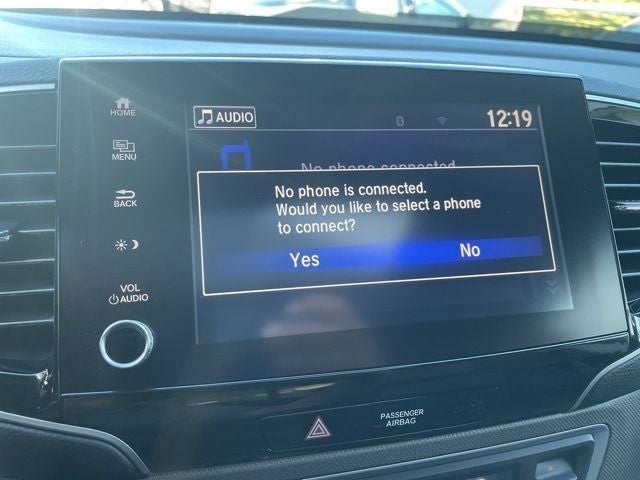 HOME
AUDIO
12:19
MENU
No phone connected
No phone is connected.
Would you like to select a phone
to connect?
BACK
Yes No
VOL
AUDIO
PASSENGER
AIRBAG